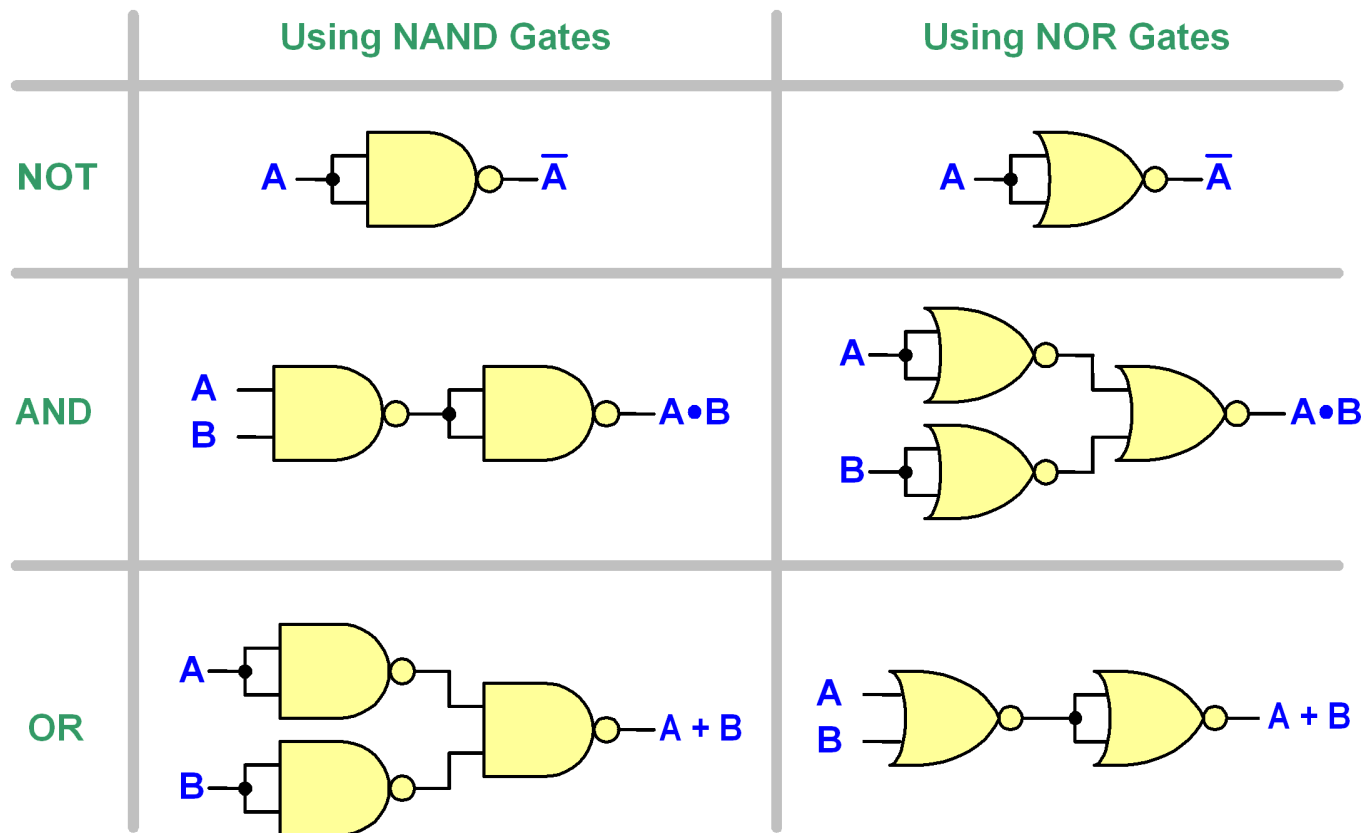 Using NAND Gates
Using NOR Gates
NOT
A
A̅
A
A̅
AND
A
B
A•B
A
B
A•B
OR
A
B
A + B
A
B
A + B